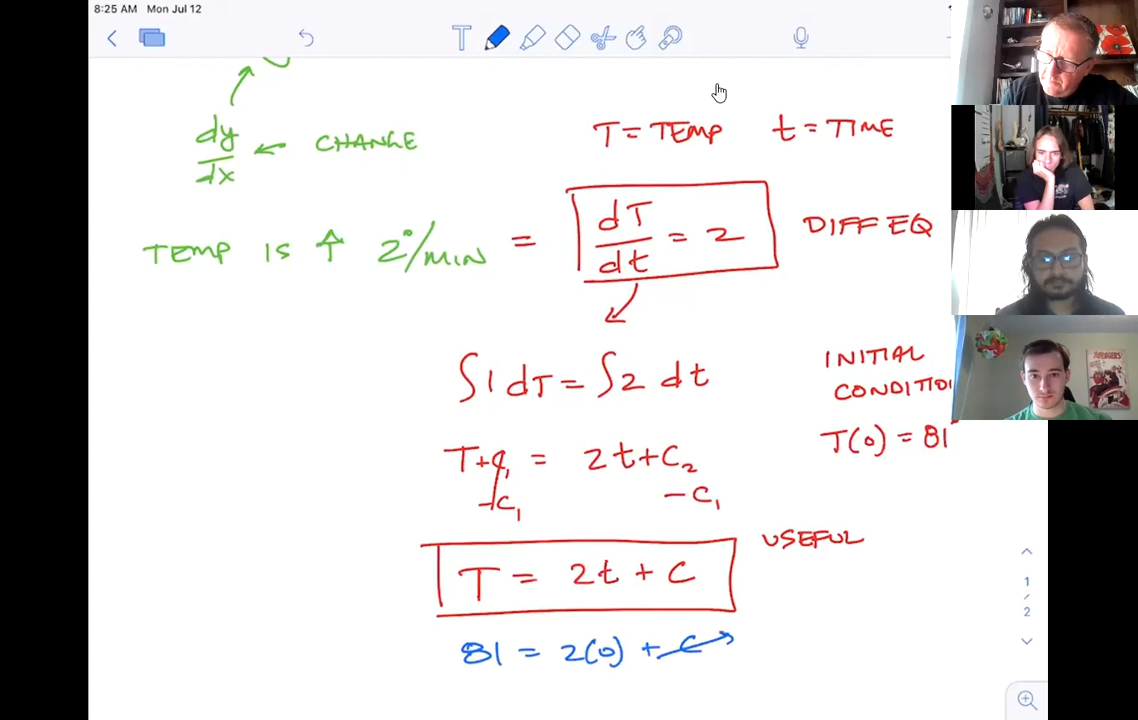 8:25 AM Mon Jul 12
dy
dx
← CHANGE
T = TEMP t = TIME
TEMP IS ↑ 2°/MIN = dT/dt = 2 DIFF EQ
∫1 dT = ∫2 dt
INITIAL
CONDITIO
T(0) = 81°
T+C₁ = 2t+C₂
-C₁ -C₁
USEFUL
T = 2t + C
81 = 2(0) + C
1
/
2